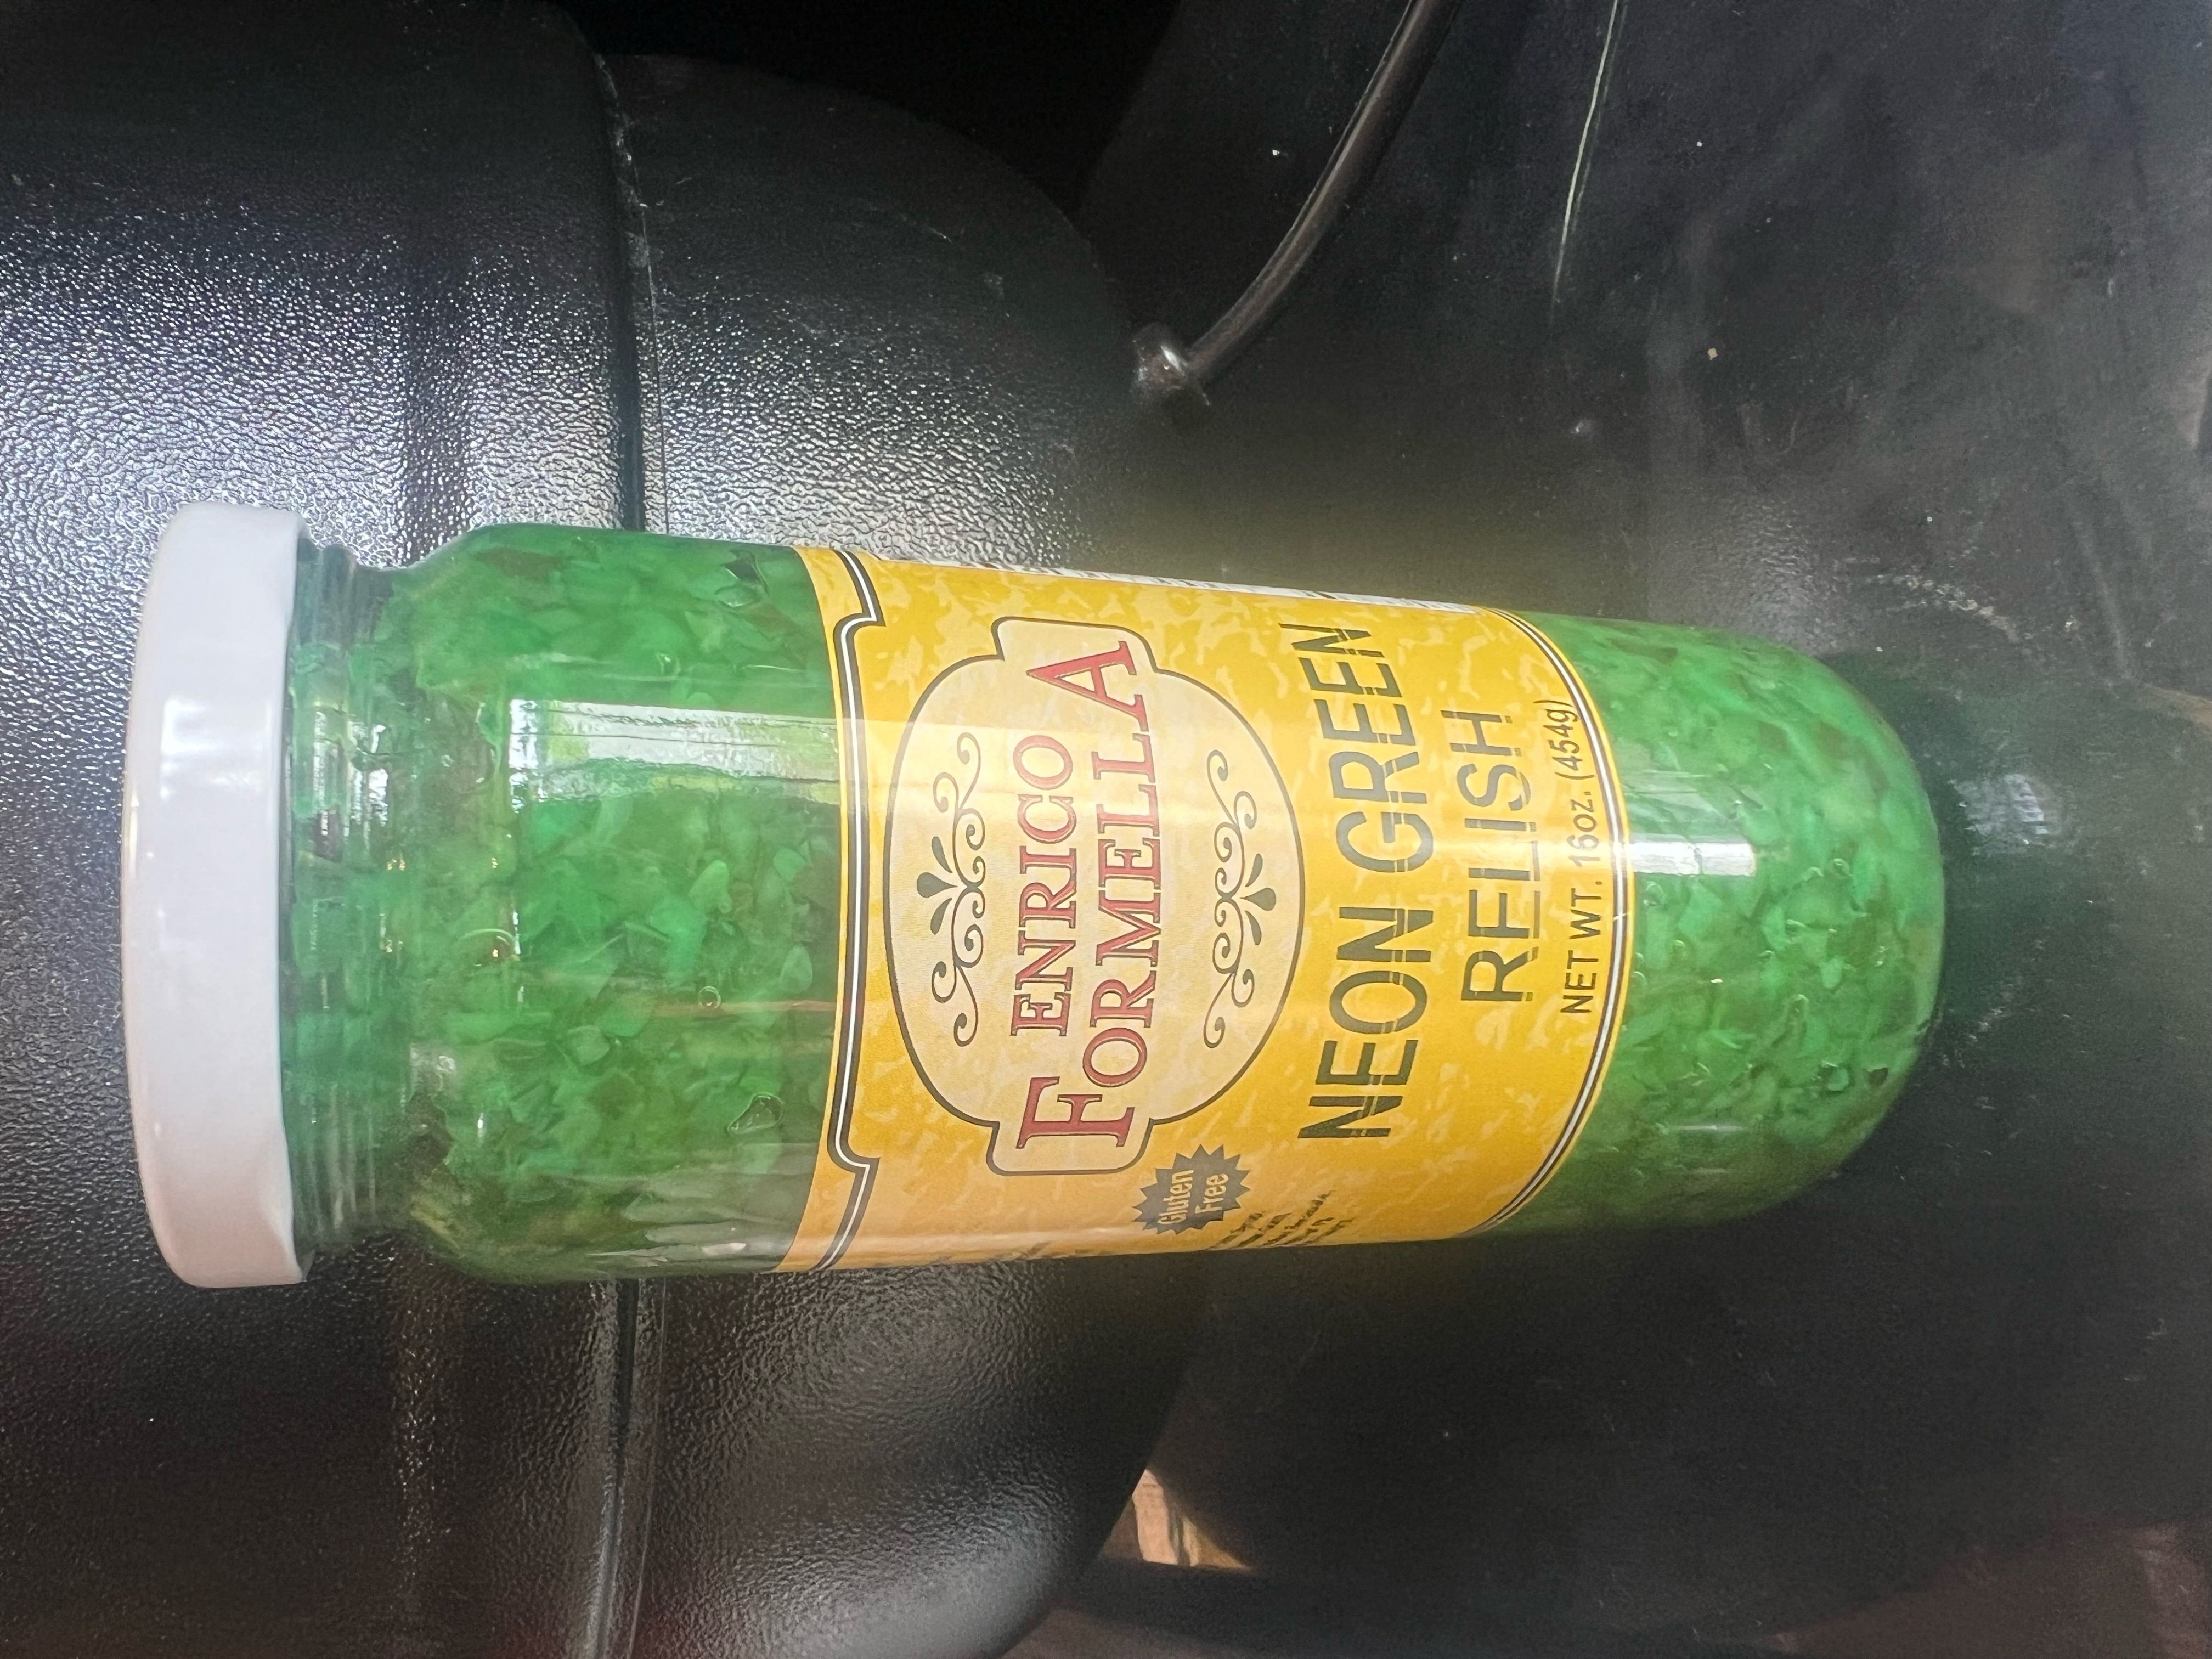 ENRICO
FORMELLA
Gluten
Free
NEON GREEN
RELISH
NET WT. 16oz. (454g)